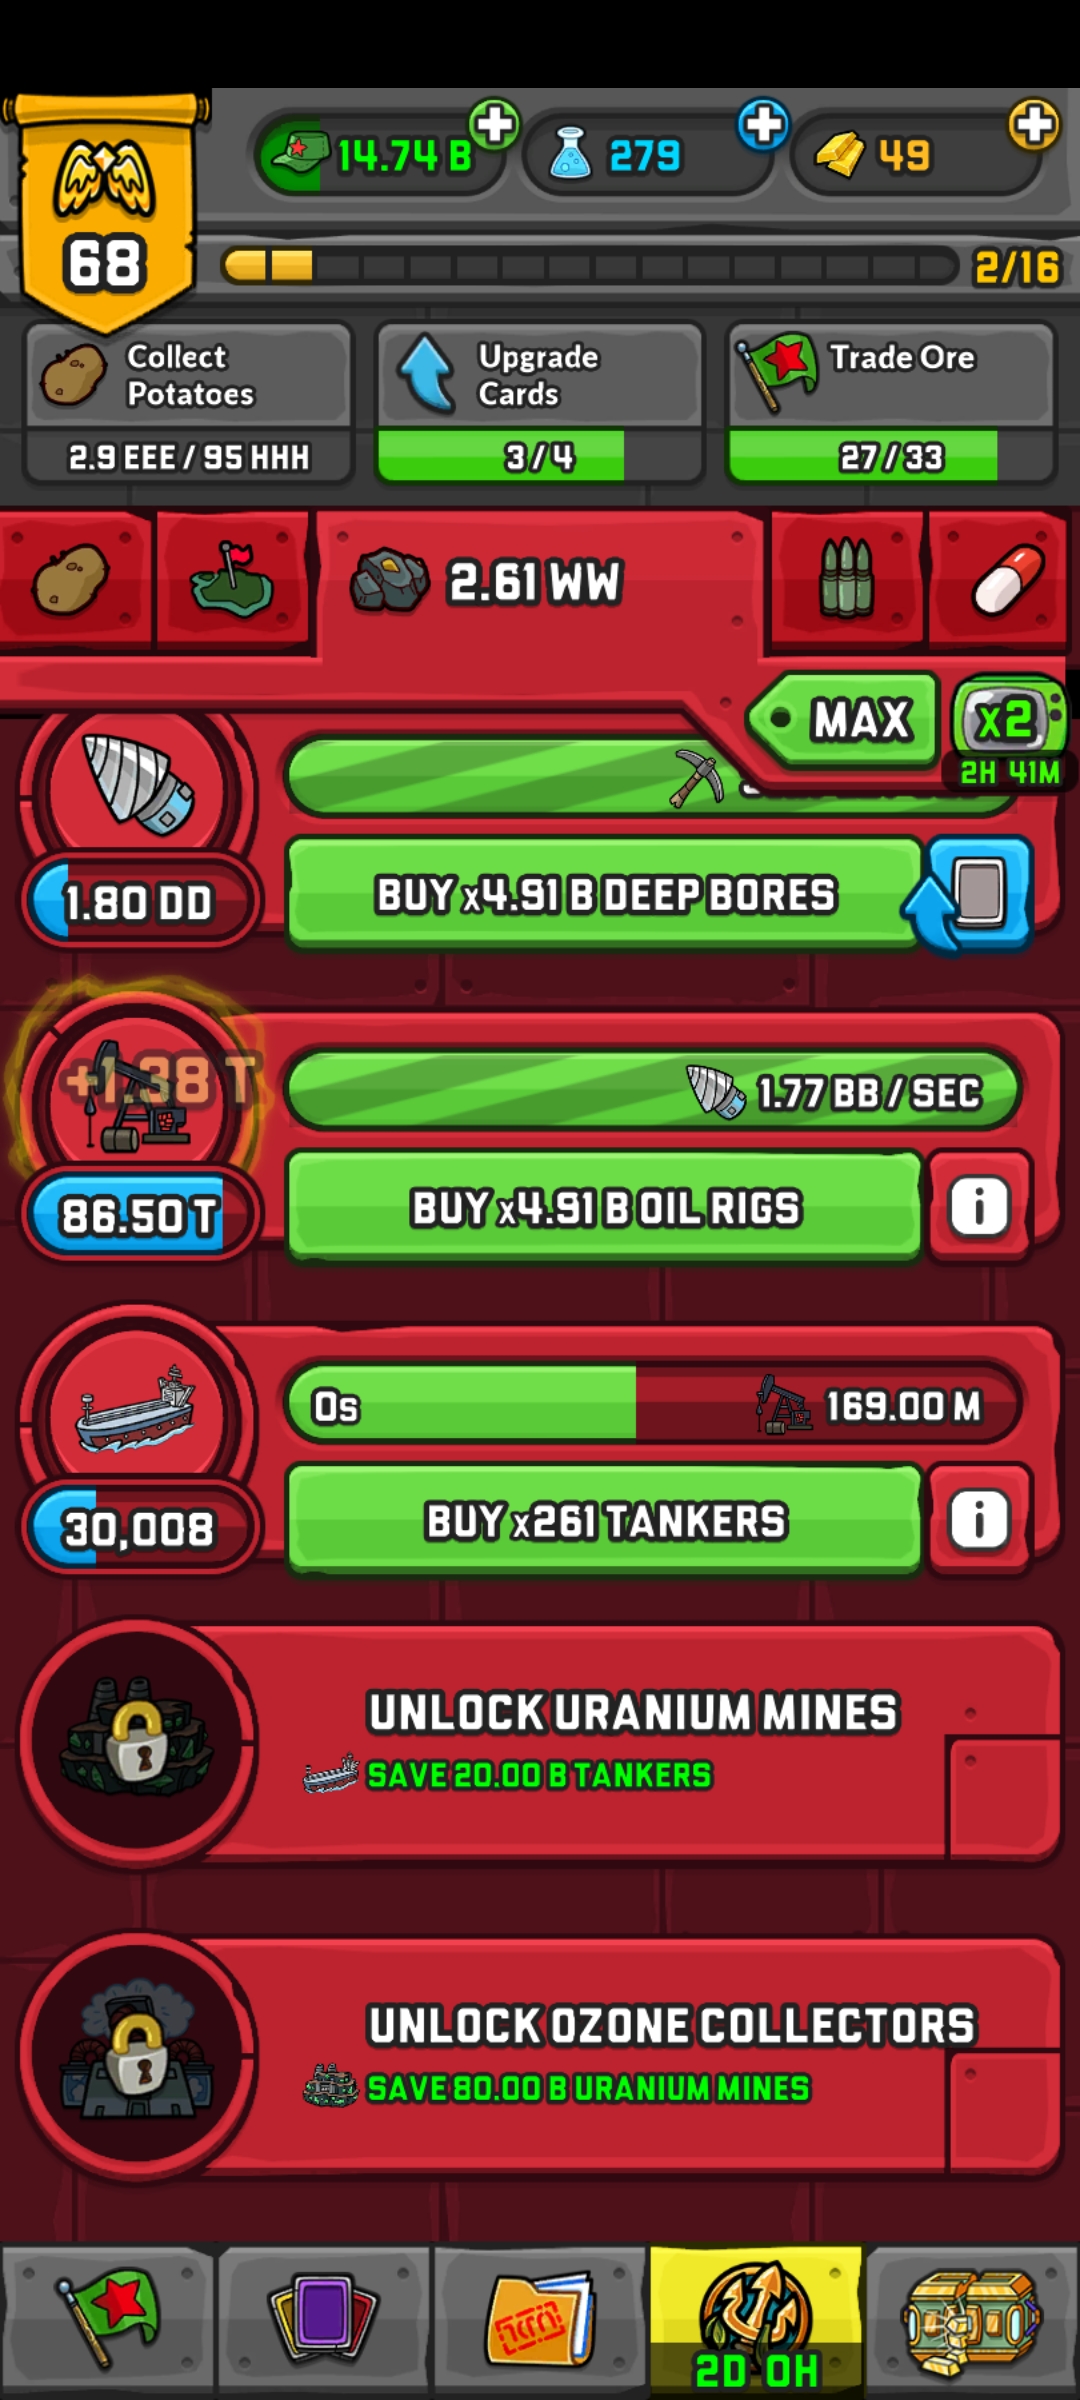 14.74 B
279
49
68
2/16
Collect
Potatoes
Upgrade
Cards
Trade Ore
2.9 EEE / 95 HHH
3/4
27/33
2.61 WW
MAX
x2
2H 41M
1.80 DD
BUY x4.91 B DEEP BORES
+1.38 T
1.77 BB / SEC
86.50 T
BUY x4.91 B OIL RIGS
i
0s
169.00 M
30,008
BUY x261 TANKERS
i
UNLOCK URANIUM MINES
SAVE 20.00 B TANKERS
UNLOCK OZONE COLLECTORS
SAVE 80.00 B URANIUM MINES
2D 0H